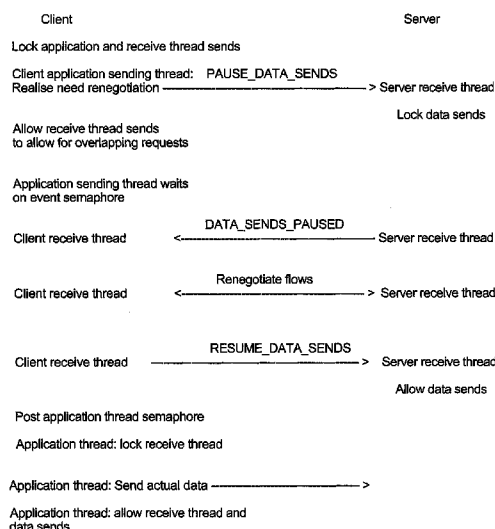 Client Server
Lock application and receive thread sends
Client application sending thread: PAUSE_DATA_SENDS
Realise need renegotiation ----------------------> Server receive thread
Lock data sends
Allow receive thread sends
to allow for overlapping requests
Application sending thread waits
on event semaphore
DATA_SENDS_PAUSED
Client receive thread <---------------------- Server receive thread
Renegotiate flows
Client receive thread <----------------------> Server receive thread
RESUME_DATA_SENDS
Client receive thread ----------------------> Server receive thread
Allow data sends
Post application thread semaphore
Application thread: lock receive thread
Application thread: Send actual data ---------------------->
Application thread: allow receive thread and
data sends